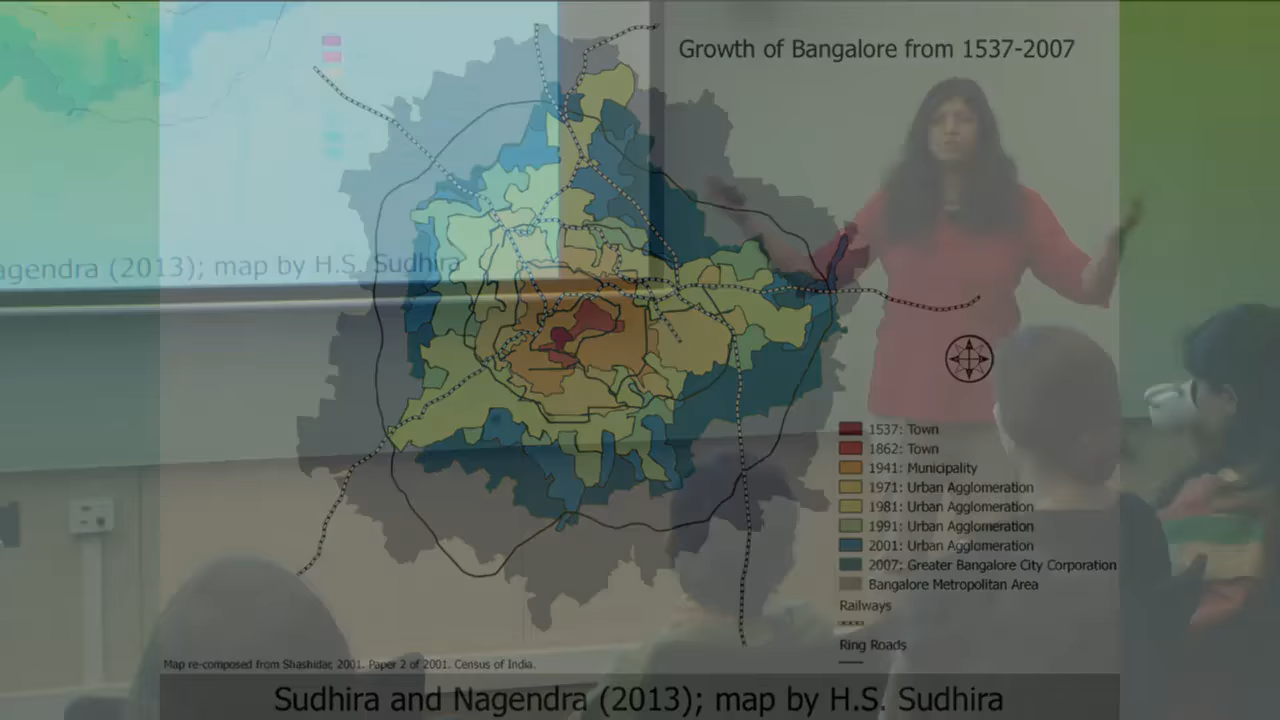 Growth of Bangalore from 1537-2007
agendra (2013); map by H.S. Sudhira
1537: Town
1862: Town
1941: Municipality
1971: Urban Agglomeration
1981: Urban Agglomeration
1991: Urban Agglomeration
2001: Urban Agglomeration
2007: Greater Bangalore City Corporation
Bangalore Metropolitan Area
Railways
Ring Roads
Map re-composed from Shashidar, 2001. Paper 2 of 2001. Census of India.
Sudhira and Nagendra (2013); map by H.S. Sudhira